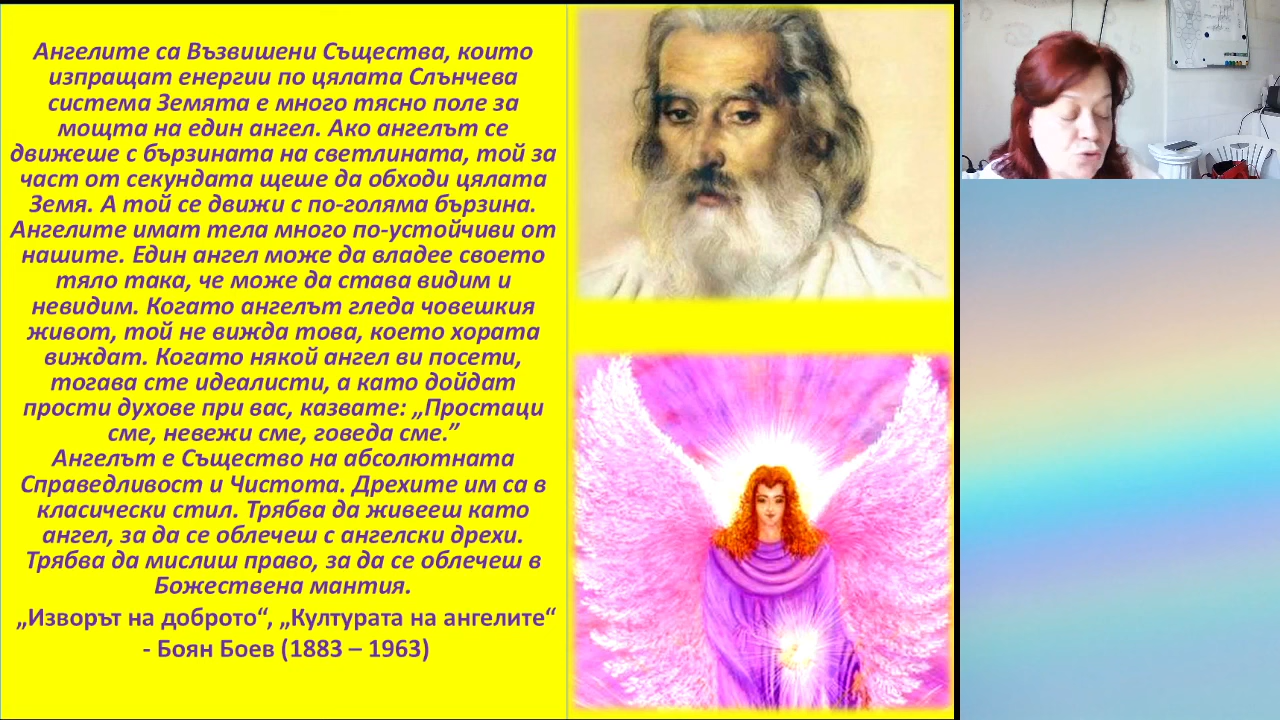 Ангелите са Възвишени Същества, които
изпращат енергии по цялата Слънчева
система Земята е много тясно поле за
мощта на един ангел. Ако ангелът се
движеше с бързината на светлината, той за
част от секундата щеше да обходи цялата
Земя. А той се движи с по-голяма бързина.
Ангелите имат тела много по-устойчиви от
нашите. Един ангел може да владее своето
тяло така, че може да става видим и
невидим. Когато ангелът гледа човешкия
живот, той не вижда това, което хората
виждат. Когато някой ангел ви посети,
тогава сте идеалисти, а като дойдат
прости духове при вас, казвате: „Простаци
сме, невежи сме, говеда сме.”
Ангелът е Същество на абсолютната
Справедливост и Чистота. Дрехите им са в
класически стил. Трябва да живееш като
ангел, за да се облечеш с ангелски дрехи.
Трябва да мислиш право, за да се облечеш в
Божествена мантия.
„Изворът на доброто“, „Културата на ангелите“
- Боян Боев (1883 – 1963)